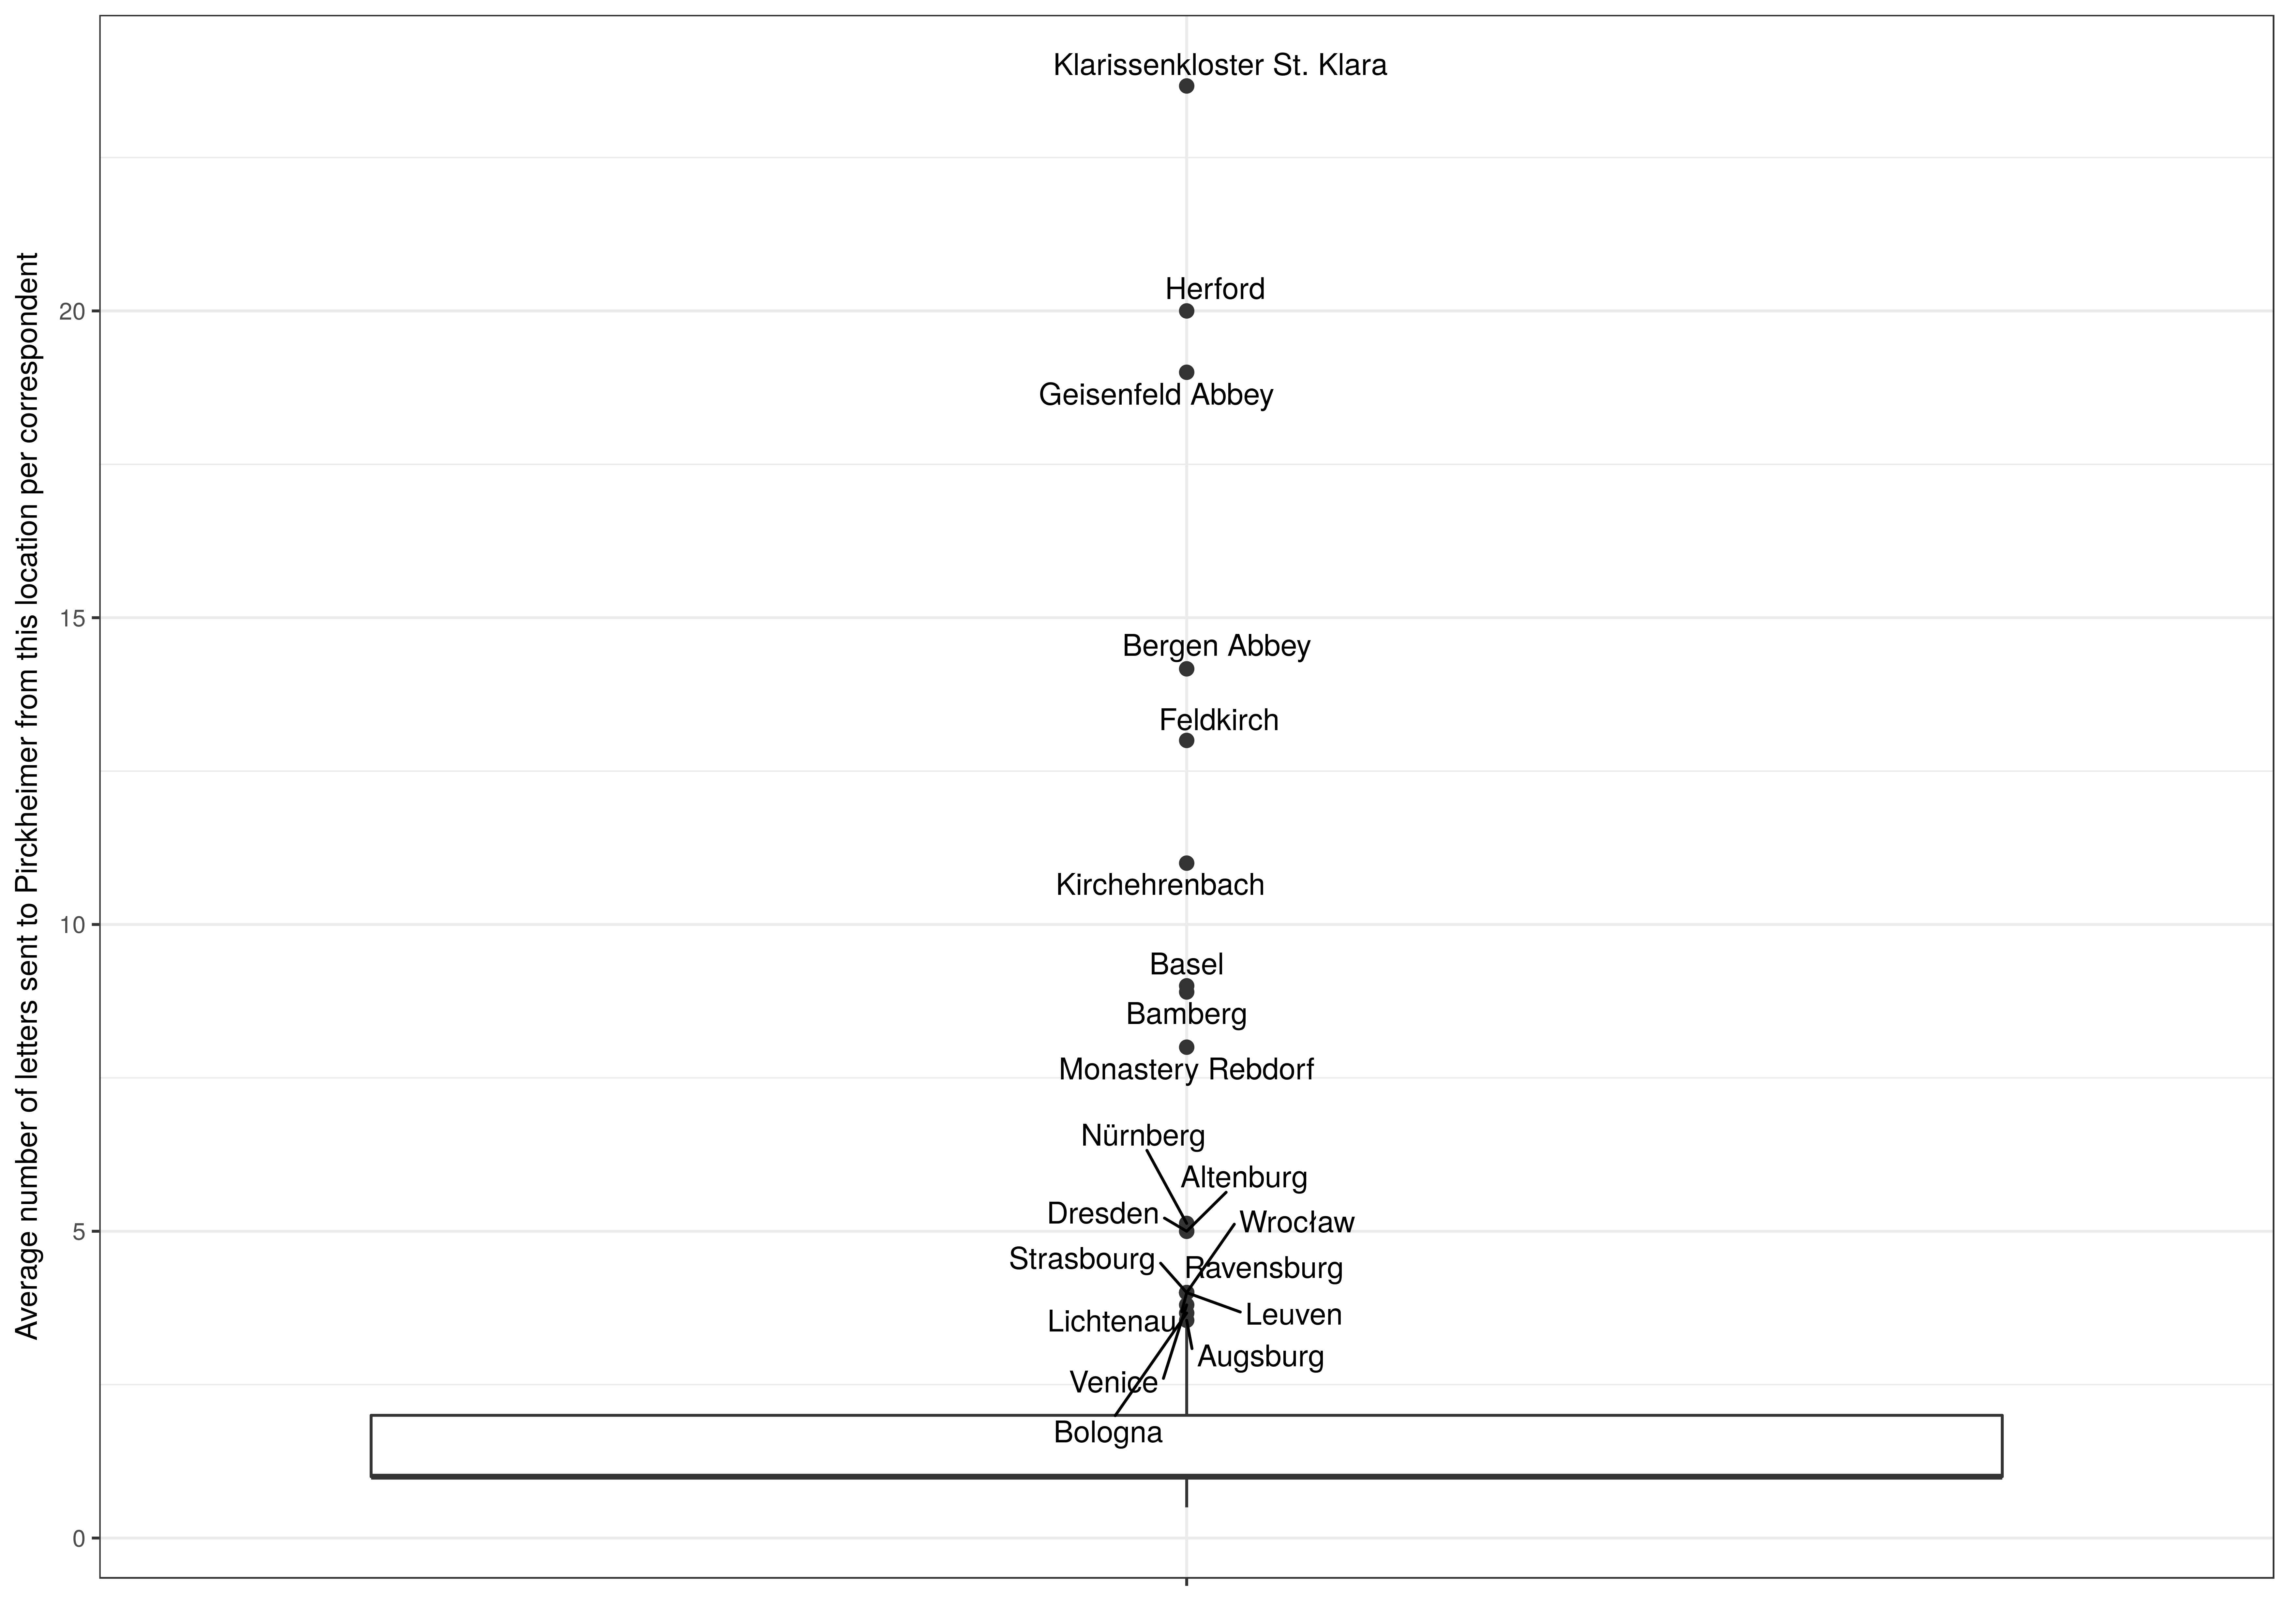 Average number of letters sent to Pirckheimer from this location per correspondent
20
15
10
5
0
Klarissenkloster St. Klara
Herford
Geisenfeld Abbey
Bergen Abbey
Feldkirch
Kirchehrenbach
Basel
Bamberg
Monastery Rebdorf
Nürnberg
Altenburg
Dresden
Wrocław
Strasbourg
Ravensburg
Leuven
Lichtenau
Augsburg
Venice
Bologna